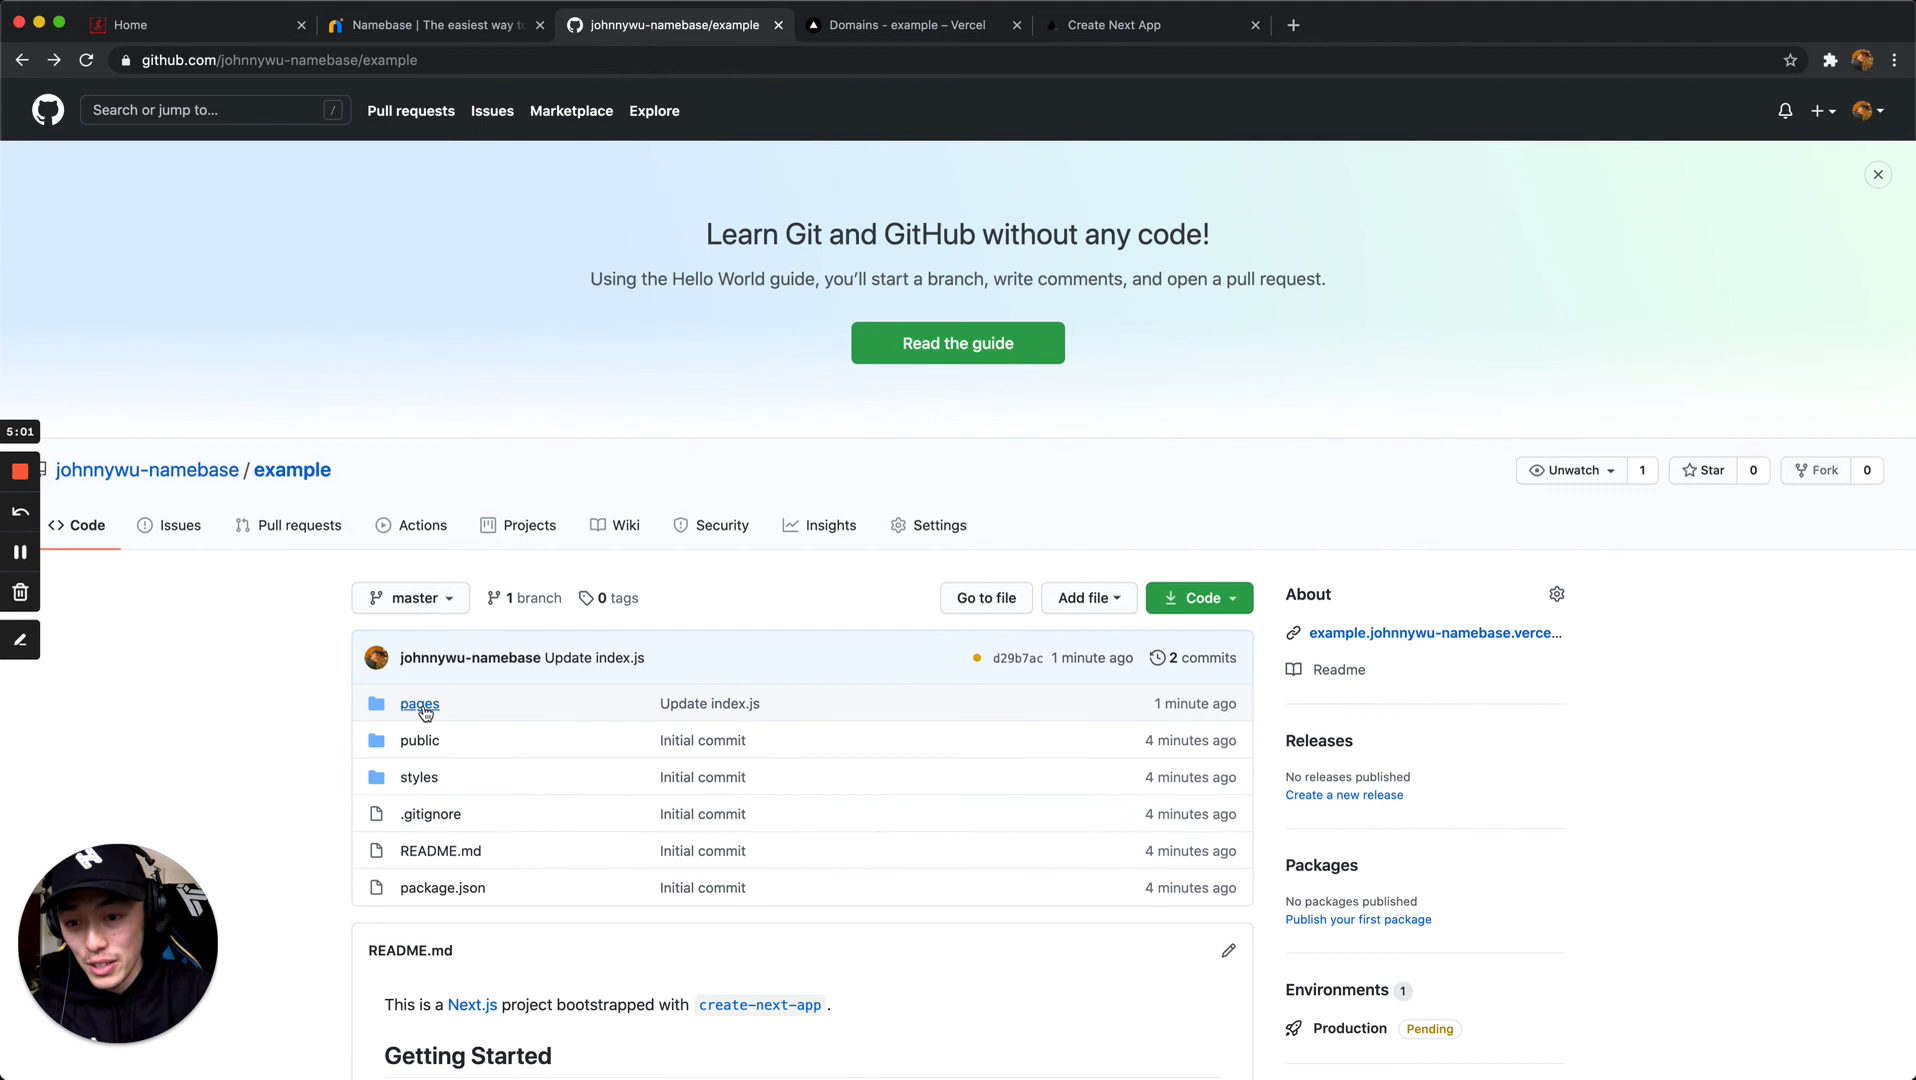 Home
Namebase | The easiest way to
johnnywu-namebase/example
Domains - example – Vercel
Create Next App
github.com/johnnywu-namebase/example
Search or jump to...
/
Pull requests
Issues
Marketplace
Explore
Learn Git and GitHub without any code!
Using the Hello World guide, you’ll start a branch, write comments, and open a pull request.
Read the guide
5:01
johnnywu-namebase / example
Unwatch
1
Star
0
Fork
0
Code
Issues
Pull requests
Actions
Projects
Wiki
Security
Insights
Settings
master
1 branch
0 tags
Go to file
Add file
Code
johnnywu-namebase Update index.js
d29b7ac 1 minute ago
2 commits
pages
Update index.js
1 minute ago
public
Initial commit
4 minutes ago
styles
Initial commit
4 minutes ago
.gitignore
Initial commit
4 minutes ago
README.md
Initial commit
4 minutes ago
package.json
Initial commit
4 minutes ago
README.md
This is a Next.js project bootstrapped with create-next-app.
Getting Started
About
example.johnnywu-namebase.verce...
Readme
Releases
No releases published
Create a new release
Packages
No packages published
Publish your first package
Environments 1
Production
Pending